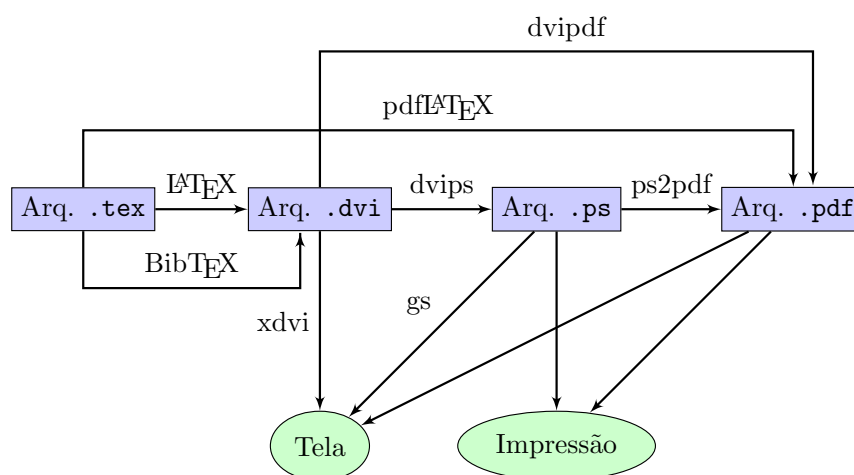 dvipdf
pdfLATEX
LATEX
dvips
ps2pdf
Arq. .tex
Arq. .dvi
Arq. .ps
Arq. .pdf
BibTEX
xdvi
gs
Tela
Impressão